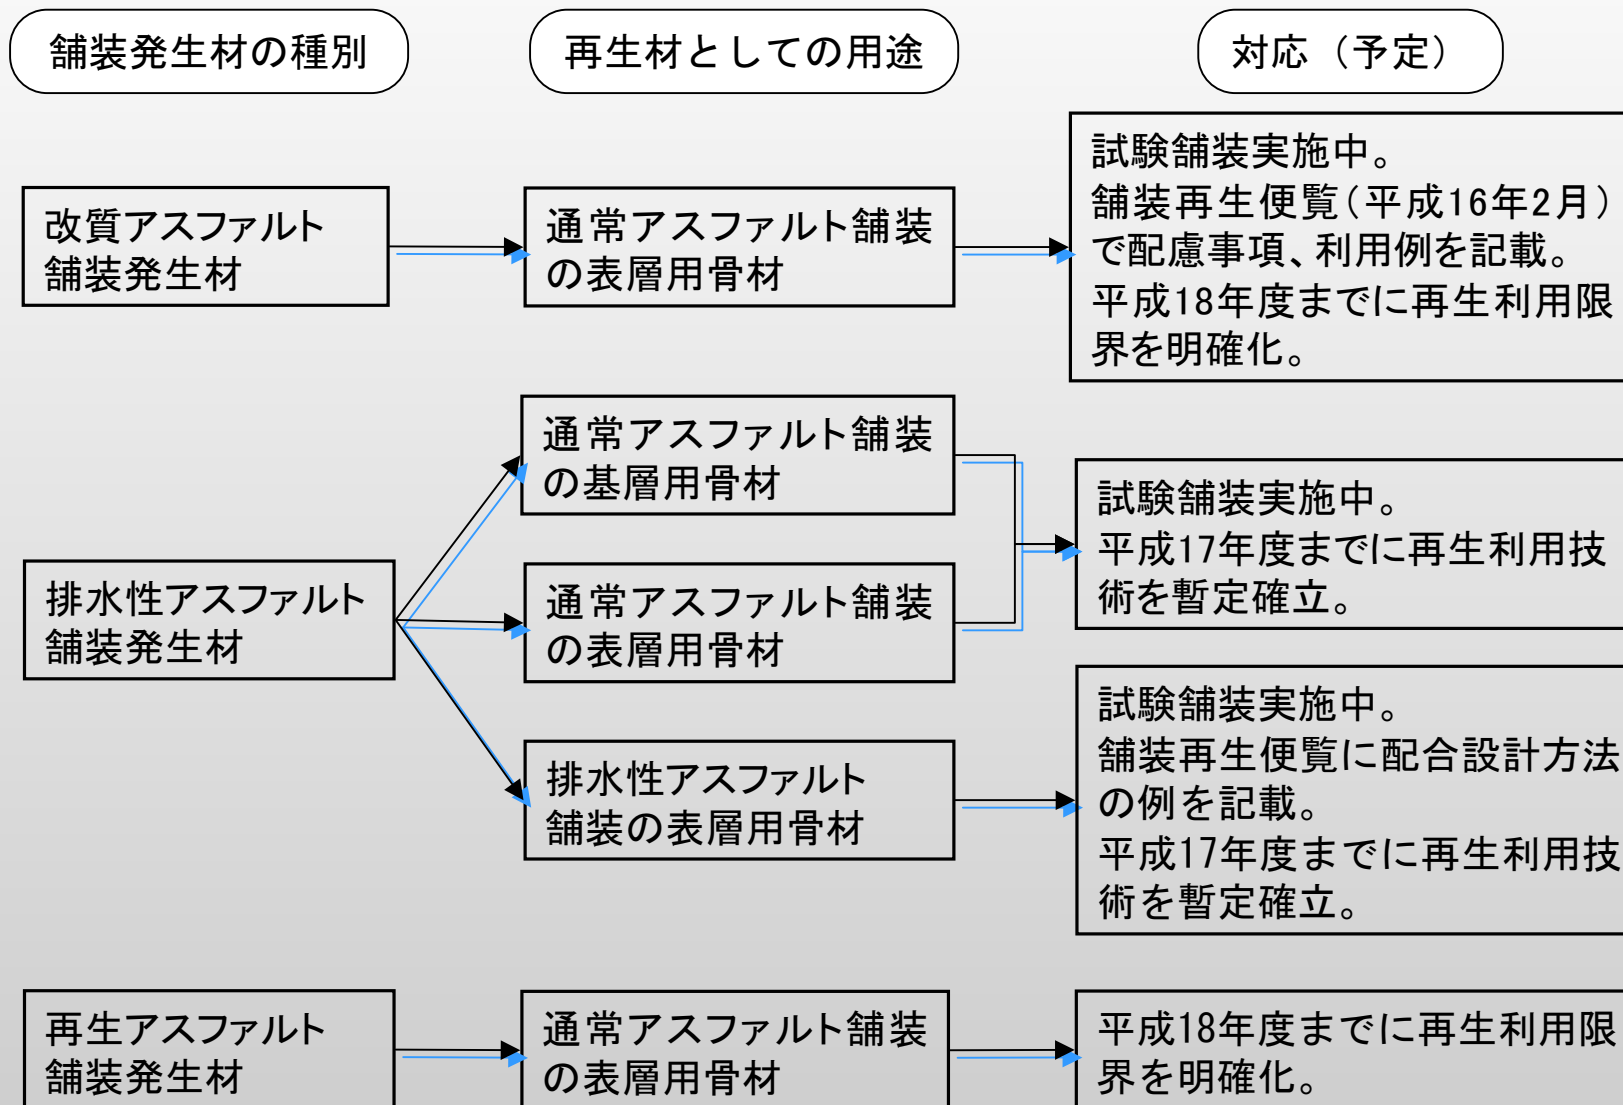 舗装発生材の種別
再生材としての用途
対応（予定）
改質アスファルト
舗装発生材
通常アスファルト舗装
の表層用骨材
試験舗装実施中。
舗装再生便覧（平成16年2月）
で配慮事項、利用例を記載。
平成18年度までに再生利用限
界を明確化。
排水性アスファルト
舗装発生材
通常アスファルト舗装
の基層用骨材
通常アスファルト舗装
の表層用骨材
試験舗装実施中。
平成17年度までに再生利用技
術を暫定確立。
排水性アスファルト
舗装の表層用骨材
試験舗装実施中。
舗装再生便覧に配合設計方法
の例を記載。
平成17年度までに再生利用技
術を暫定確立。
再生アスファルト
舗装発生材
通常アスファルト舗装
の表層用骨材
平成18年度までに再生利用限
界を明確化。